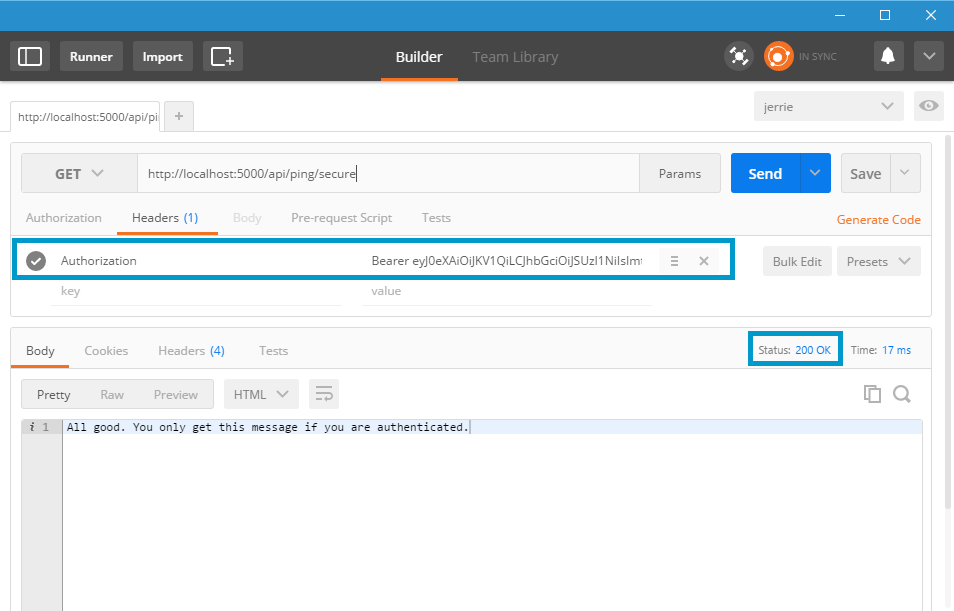 Runner Import Builder Team Library IN SYNC
http://localhost:5000/api/pi + jerrie
GET http://localhost:5000/api/ping/secure Params Send Save
Authorization Headers (1) Body Pre-request Script Tests Generate Code
Authorization Bearer eyJ0eXAiOiJKV1QiLCJhbGciOiJSUzI1NiIsImt Bulk Edit Presets
key value
Body Cookies Headers (4) Tests Status: 200 OK Time: 17 ms
Pretty Raw Preview HTML
i 1 All good. You only get this message if you are authenticated.